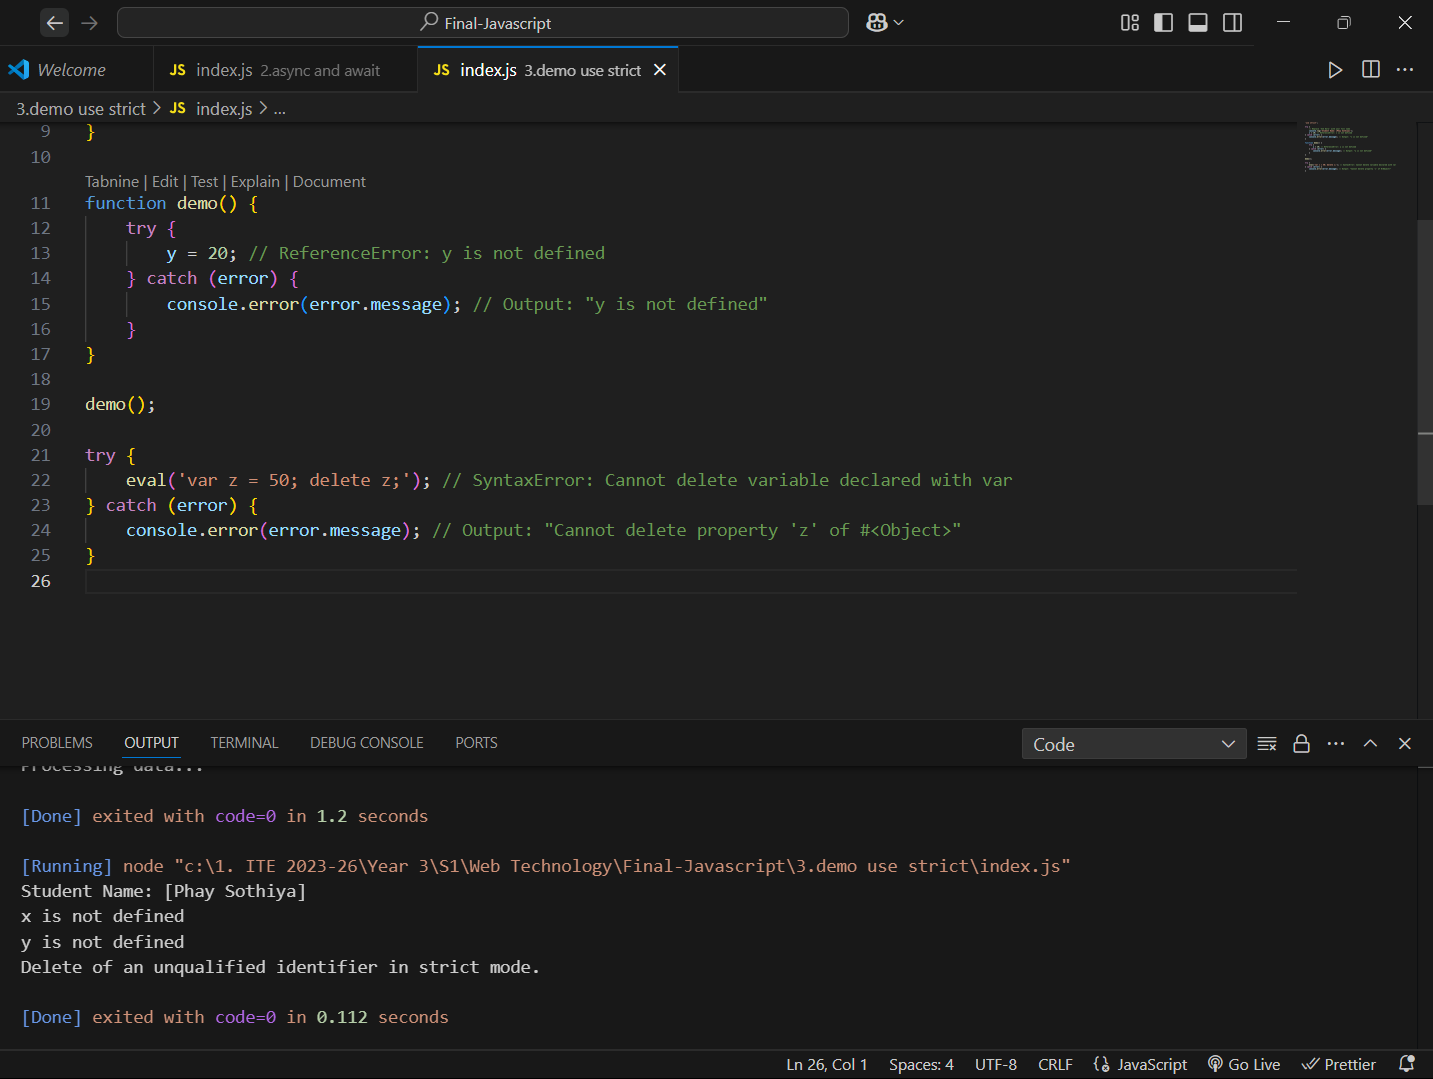 Final-Javascript
Welcome
JS index.js 2.async and await
JS index.js 3.demo use strict
3.demo use strict > JS index.js > ...
9 }
10
Tabnine | Edit | Test | Explain | Document
11 function demo() {
12 try {
13 y = 20; // ReferenceError: y is not defined
14 } catch (error) {
15 console.error(error.message); // Output: "y is not defined"
16 }
17 }
18
19 demo();
20
21 try {
22 eval('var z = 50; delete z;'); // SyntaxError: Cannot delete variable declared with var
23 } catch (error) {
24 console.error(error.message); // Output: "Cannot delete property 'z' of #<Object>"
25 }
26
PROBLEMS OUTPUT TERMINAL DEBUG CONSOLE PORTS
Code
Processing data...
[Done] exited with code=0 in 1.2 seconds
[Running] node "c:\1. ITE 2023-26\Year 3\S1\Web Technology\Final-Javascript\3.demo use strict\index.js"
Student Name: [Phay Sothiya]
x is not defined
y is not defined
Delete of an unqualified identifier in strict mode.
[Done] exited with code=0 in 0.112 seconds
Ln 26, Col 1 Spaces: 4 UTF-8 CRLF JavaScript Go Live Prettier